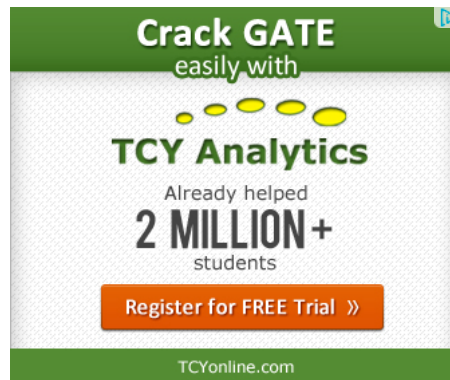 Crack GATE
easily with
TCY Analytics
Already helped
2 MILLION+
students
Register for FREE Trial »
TCYonline.com